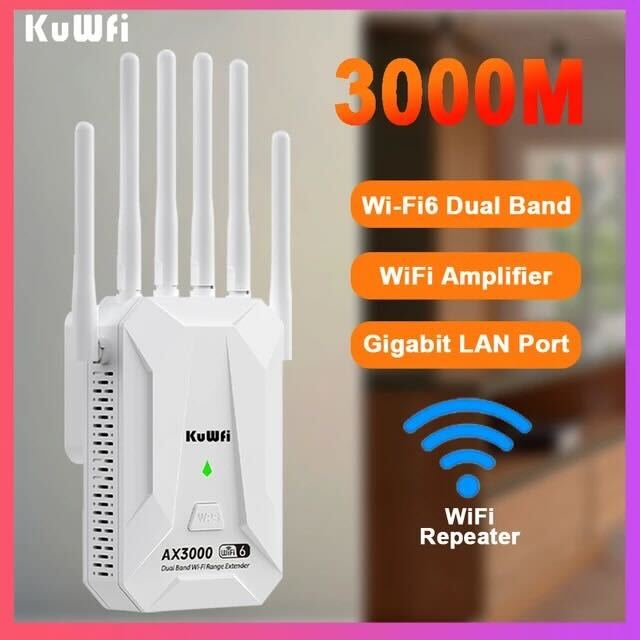 KuWfi
3000M
Wi-Fi6 Dual Band
WiFi Amplifier
Gigabit LAN Port
KuWfi
WPS
AX3000 WiFi 6
Dual Band Wi-Fi Range Extender
WiFi
Repeater